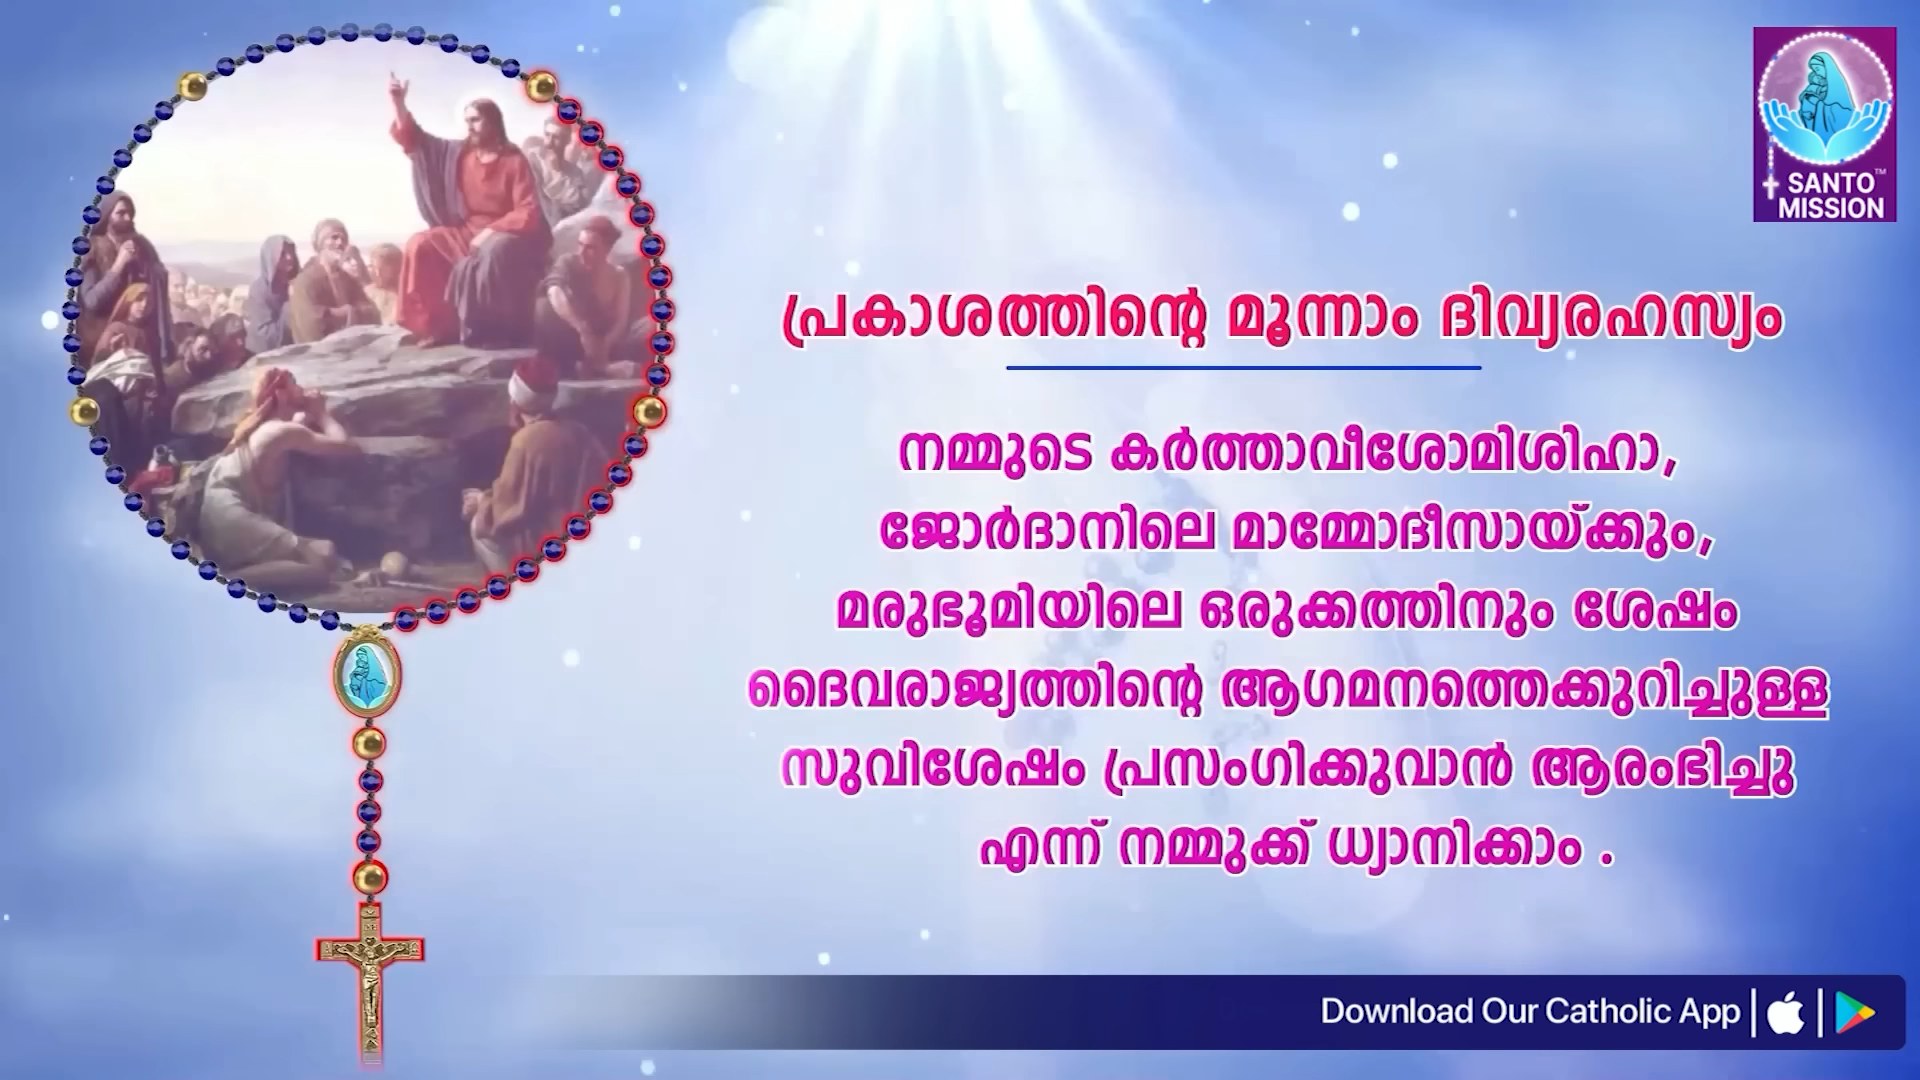 SANTO™
MISSION
പ്രകാശത്തിന്റെ മൂന്നാം ദിവ്യരഹസ്യം
നമ്മുടെ കർത്താവീശോമിശിഹാ,
ജോർദാനിലെ മാമ്മോദീസായ്ക്കും,
മരുഭൂമിയിലെ ഒരുക്കത്തിനും ശേഷം
ദൈവരാജ്യത്തിന്റെ ആഗമനത്തെക്കുറിച്ചുള്ള
സുവിശേഷം പ്രസംഗിക്കുവാൻ ആരംഭിച്ചു
എന്ന് നമ്മുക്ക് ധ്യാനിക്കാം .
Download Our Catholic App